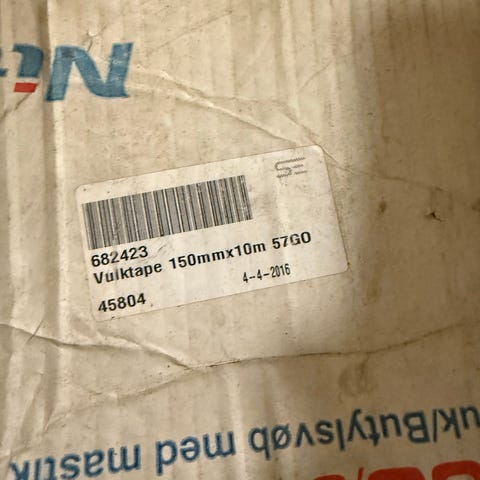 682423
Vulktape 150mmx10m 57GO
4-4-2016
45804
uk/Butylsvøb med mastik